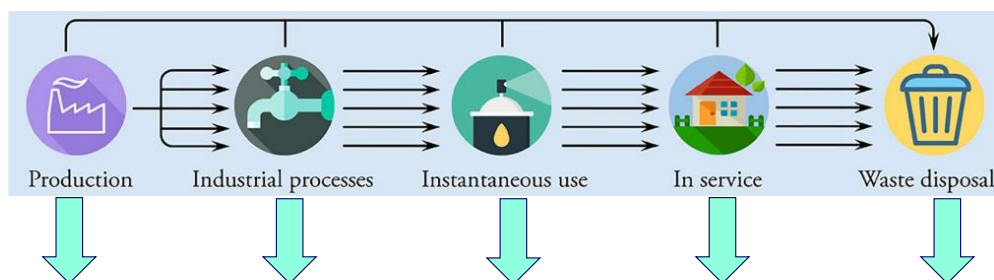 Production Industrial processes Instantaneous use In service Waste disposal